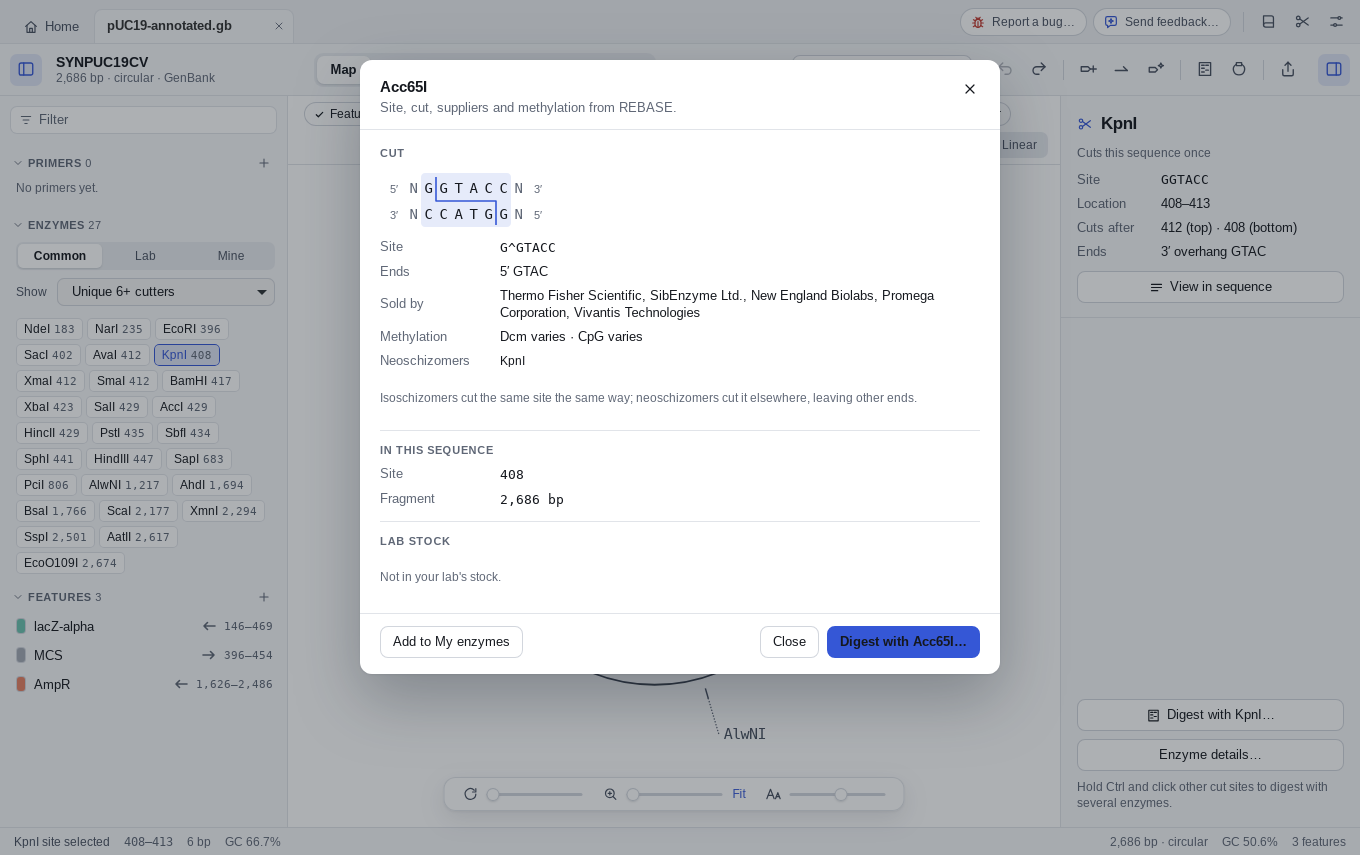 Home
pUC19-annotated.gb
Report a bug…
Send feedback…
SYNPUC19CV
2,686 bp · circular · GenBank
Map
Filter
PRIMERS 0
No primers yet.
ENZYMES 27
Common Lab Mine
Show Unique 6+ cutters
NdeI 183 NarI 235 EcoRI 396
SacI 402 AvaI 412 KpnI 408
XmaI 412 SmaI 412 BamHI 417
XbaI 423 SalI 429 AccI 429
HincII 429 PstI 435 SbfI 434
SphI 441 HindIII 447 SapI 683
PciI 806 AlwNI 1,217 AhdI 1,694
BsaI 1,766 ScaI 2,177 XmnI 2,294
SspI 2,501 AatII 2,617
EcoO109I 2,674
FEATURES 3
lacZ-alpha 146–469
MCS 396–454
AmpR 1,626–2,486
Linear
Acc65I
Site, cut, suppliers and methylation from REBASE.
CUT
5′ N G G T A C C N 3′
3′ N C C A T G G N 5′
Site G^GTACC
Ends 5′ GTAC
Sold by Thermo Fisher Scientific, SibEnzyme Ltd., New England Biolabs, Promega
Corporation, Vivantis Technologies
Methylation Dcm varies · CpG varies
Neoschizomers KpnI
Isoschizomers cut the same site the same way; neoschizomers cut it elsewhere, leaving other ends.
IN THIS SEQUENCE
Site 408
Fragment 2,686 bp
LAB STOCK
Not in your lab's stock.
Add to My enzymes
Close
Digest with Acc65I…
AlwNI
Fit
KpnI
Cuts this sequence once
Site GGTACC
Location 408–413
Cuts after 412 (top) · 408 (bottom)
Ends 3′ overhang GTAC
View in sequence
Digest with KpnI…
Enzyme details…
Hold Ctrl and click other cut sites to digest with
several enzymes.
KpnI site selected 408–413 6 bp GC 66.7%
2,686 bp · circular GC 50.6% 3 features